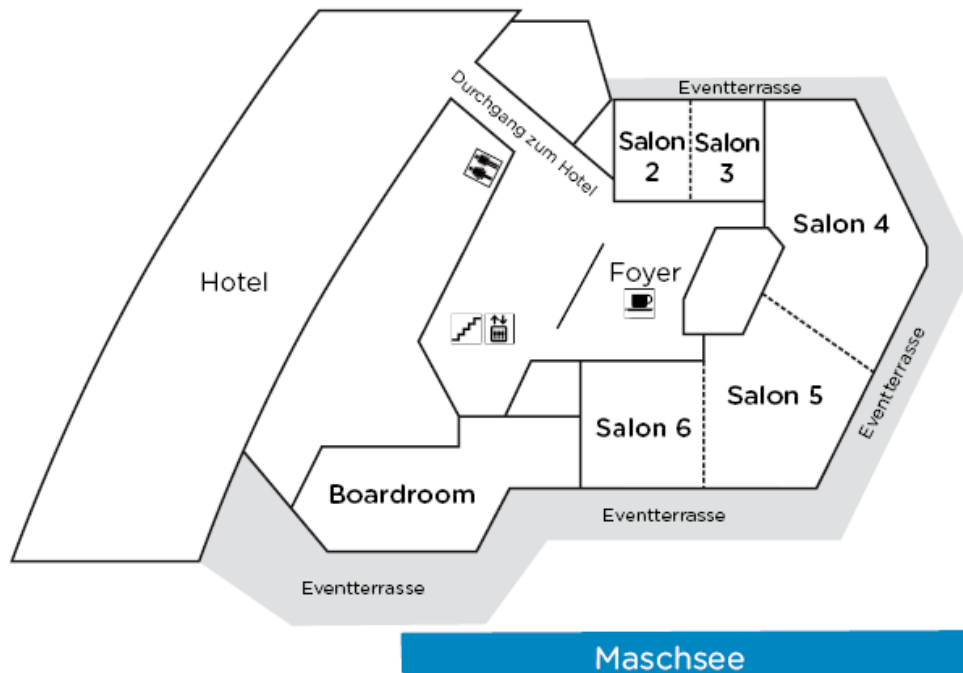 Eventterrasse
Durchgang zum Hotel
Salon
2
Salon
3
Salon 4
Hotel
Foyer
Eventterrasse
Salon 5
Salon 6
Boardroom
Eventterrasse
Eventterrasse
Maschsee